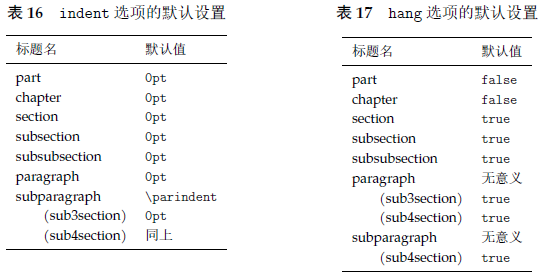 表 16 indent 选项的默认设置
标题名 默认值
part 0pt
chapter 0pt
section 0pt
subsection 0pt
subsubsection 0pt
paragraph 0pt
subparagraph \parindent
(sub3section) 0pt
(sub4section) 同上
表 17 hang 选项的默认设置
标题名 默认值
part false
chapter false
section true
subsection true
subsubsection true
paragraph 无意义
(sub3section) true
(sub4section) true
subparagraph 无意义
(sub4section) true